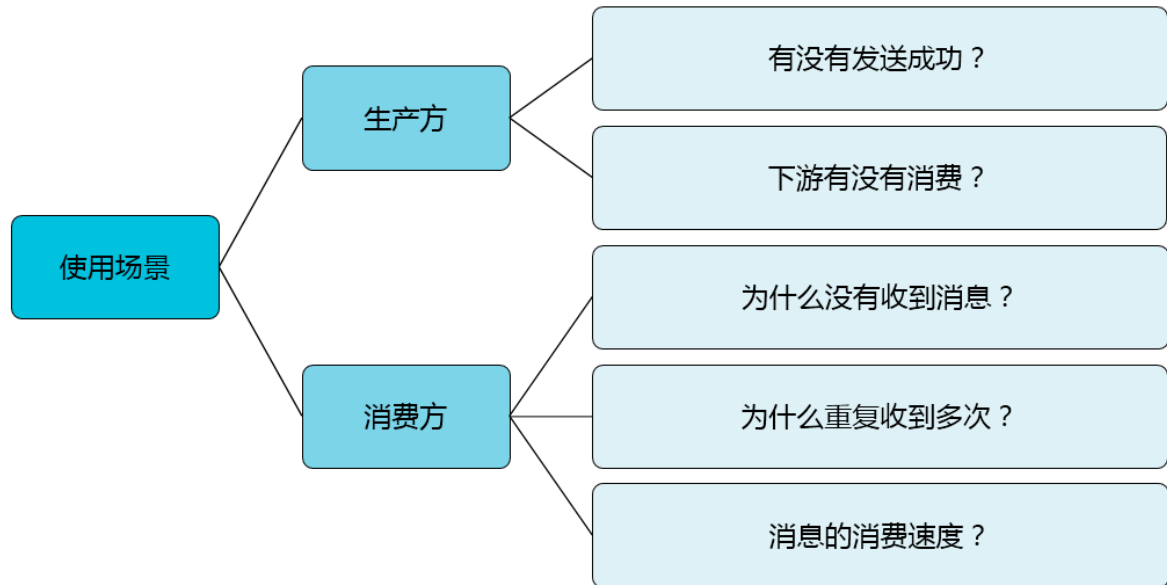 使用场景
生产方
有没有发送成功？
下游有没有消费？
消费方
为什么没有收到消息？
为什么重复收到多次？
消息的消费速度？